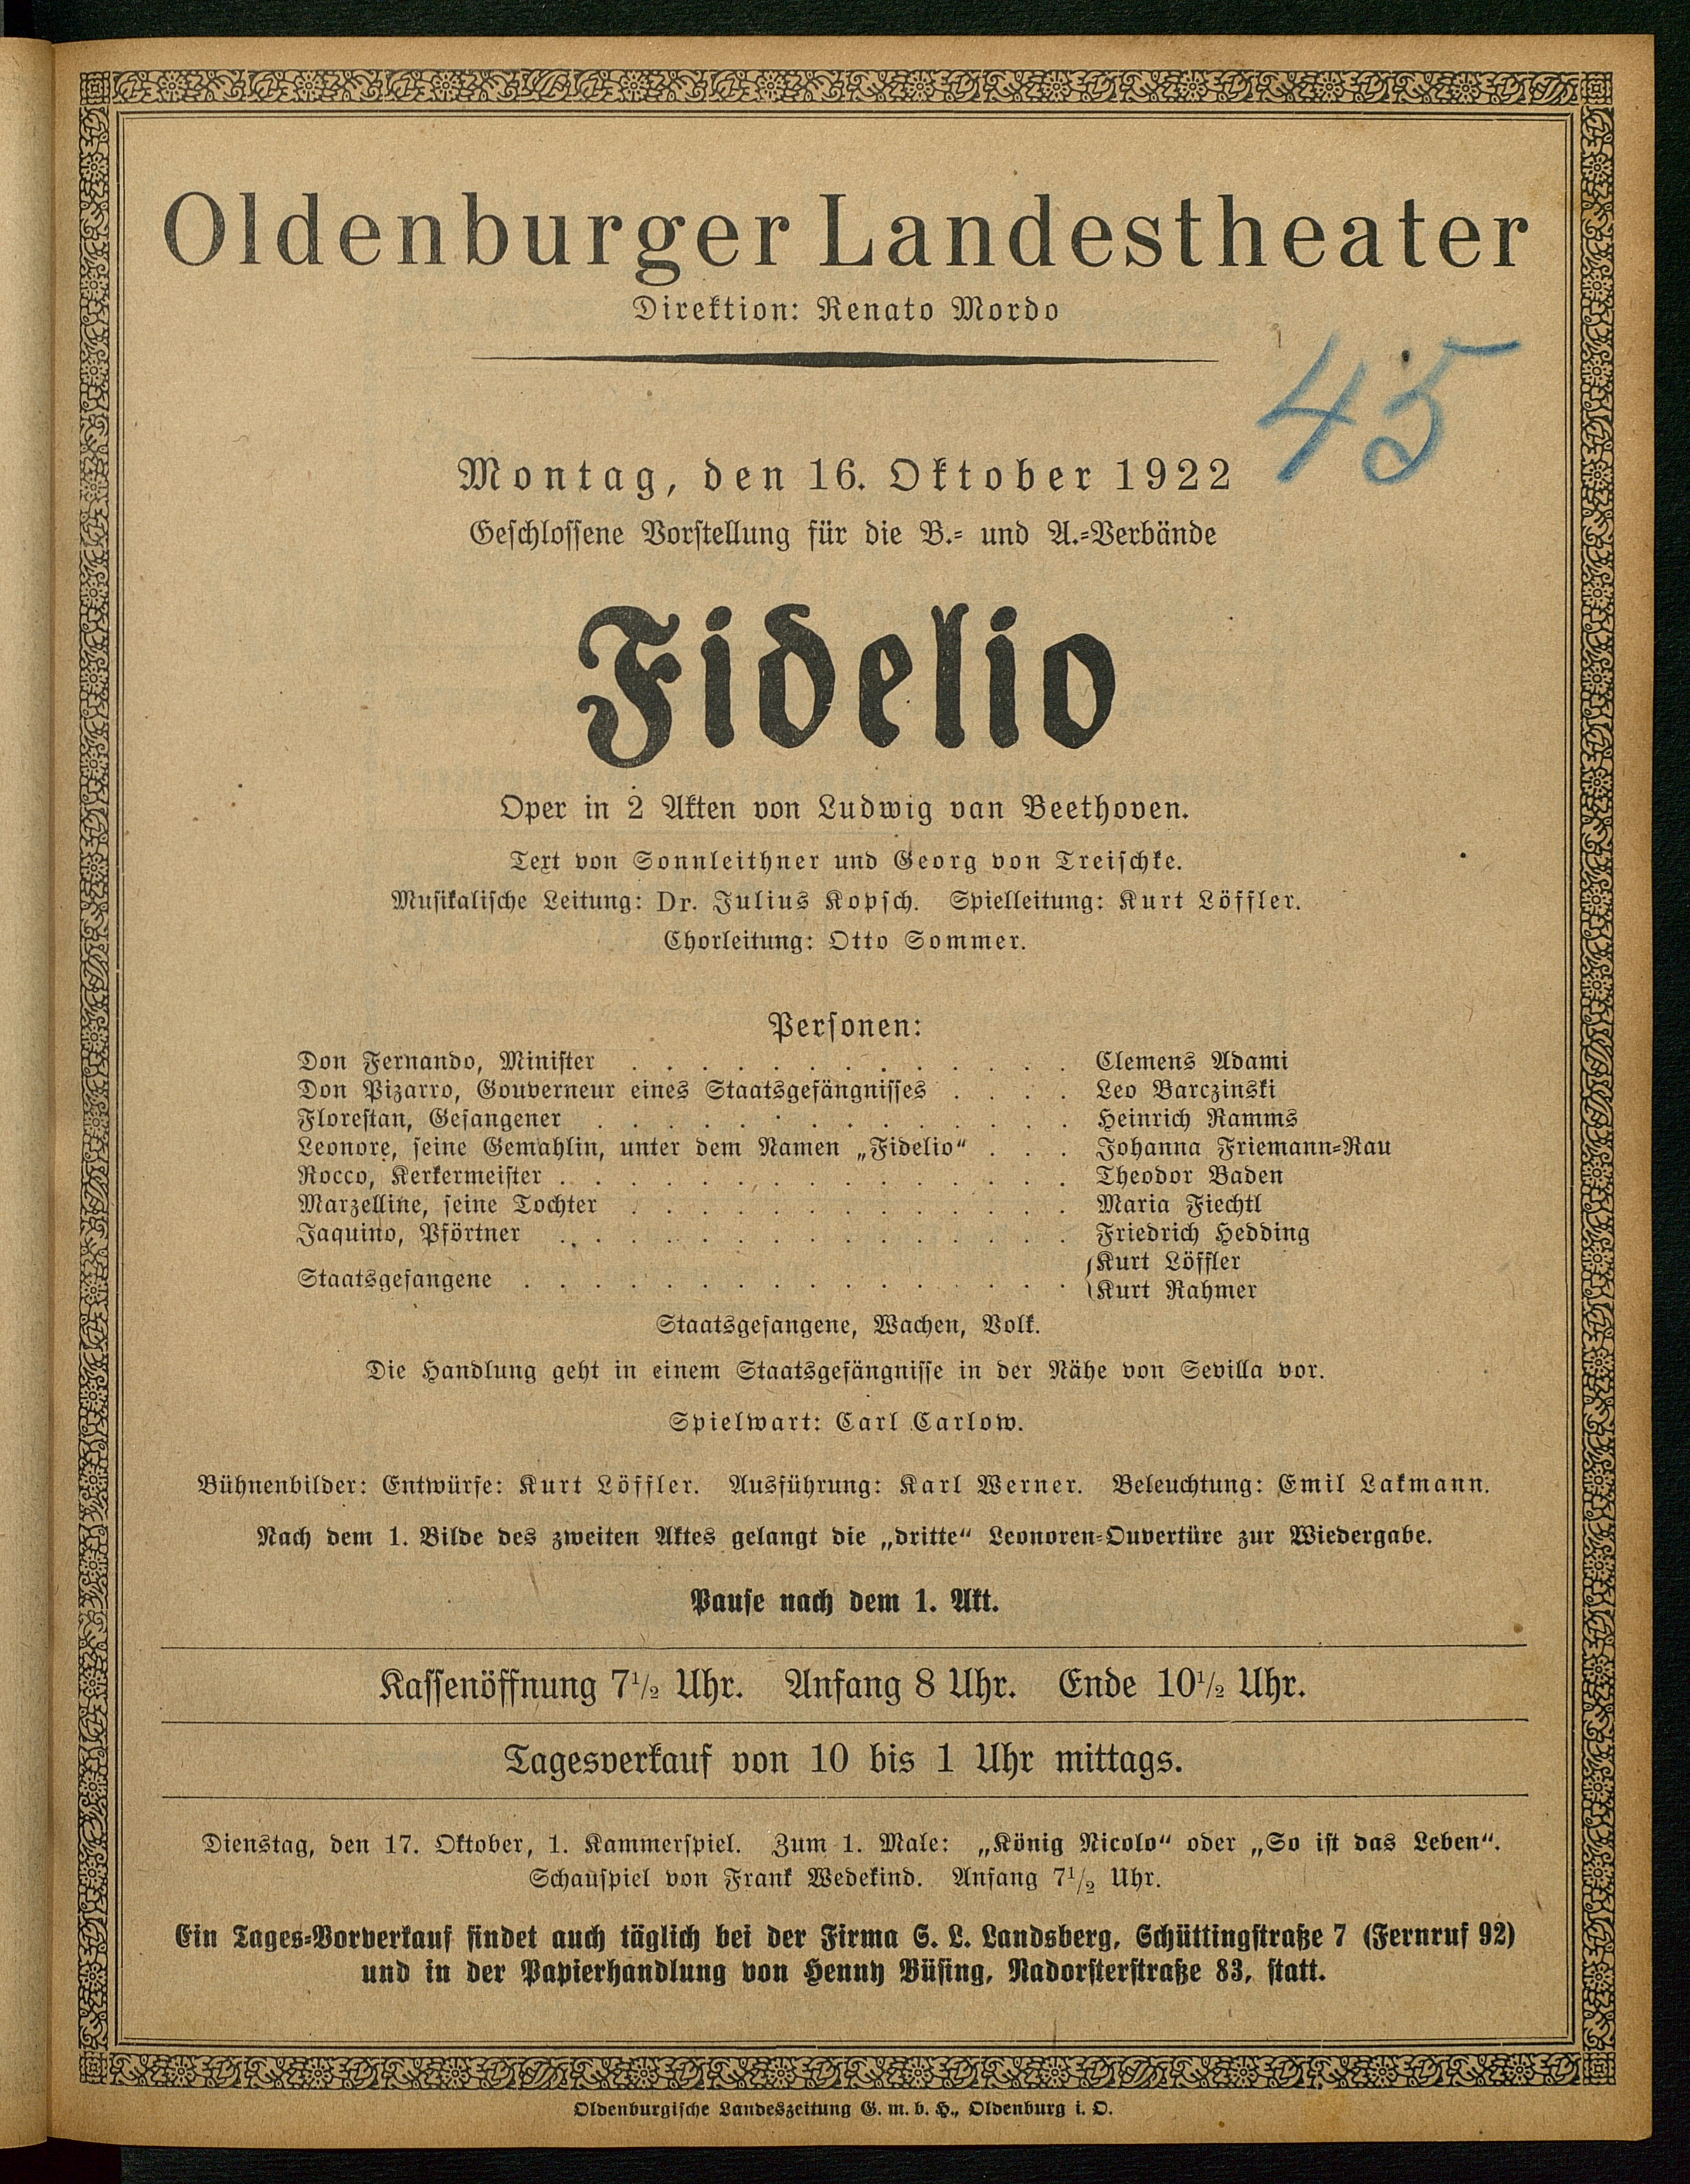 Oldenburger Landestheater
Direktion: Renato Mordo
45
Montag, den 16. Oktober 1922
Geschlossene Vorstellung für die B.- und A.-Verbände
Fidelio
Oper in 2 Akten von Ludwig van Beethoven.
Text von Sonnleithner und Georg von Treischke.
Musikalische Leitung: Dr. Julius Kopsch. Spielleitung: Kurt Löffler.
Chorleitung: Otto Sommer.
Personen:
Don Fernando, Minister . . . . . . . . . . . . . Clemens Adami
Don Pizarro, Gouverneur eines Staatsgefängnisses . . . . Leo Barczinski
Florestan, Gefangener . . . . . . . . . . . . . . Heinrich Ramms
Leonore, seine Gemahlin, unter dem Namen „Fidelio“ . . . Johanna Friemann-Rau
Rocco, Kerkermeister . . . . . . . . . . . . . . . Theodor Baden
Marzelline, seine Tochter . . . . . . . . . . . . . Maria Fiechtl
Jaquino, Pförtner . . . . . . . . . . . . . . . Friedrich Hedding
Staatsgefangene . . . . . . . . . . . . . . . . { Kurt Löffler
Kurt Rahmer
Staatsgefangene, Wachen, Volk.
Die Handlung geht in einem Staatsgefängnisse in der Nähe von Sevilla vor.
Spielwart: Carl Carlow.
Bühnenbilder: Entwürfe: Kurt Löffler. Ausführung: Karl Werner. Beleuchtung: Emil Lakmann.
Nach dem 1. Bilde des zweiten Aktes gelangt die „dritte“ Leonoren-Ouvertüre zur Wiedergabe.
Pause nach dem 1. Akt.
Kassenöffnung 7½ Uhr. Anfang 8 Uhr. Ende 10½ Uhr.
Tagesverkauf von 10 bis 1 Uhr mittags.
Dienstag, den 17. Oktober, 1. Kammerspiel. Zum 1. Male: „König Nicolo“ oder „So ist das Leben“.
Schauspiel von Frank Wedekind. Anfang 7½ Uhr.
Ein Tages-Vorverkauf findet auch täglich bei der Firma S. L. Landsberg, Schüttingstraße 7 (Fernruf 92)
und in der Papierhandlung von Henny Büsing, Nadorsterstraße 83, statt.
Oldenburgische Landeszeitung G. m. b. H., Oldenburg i. O.